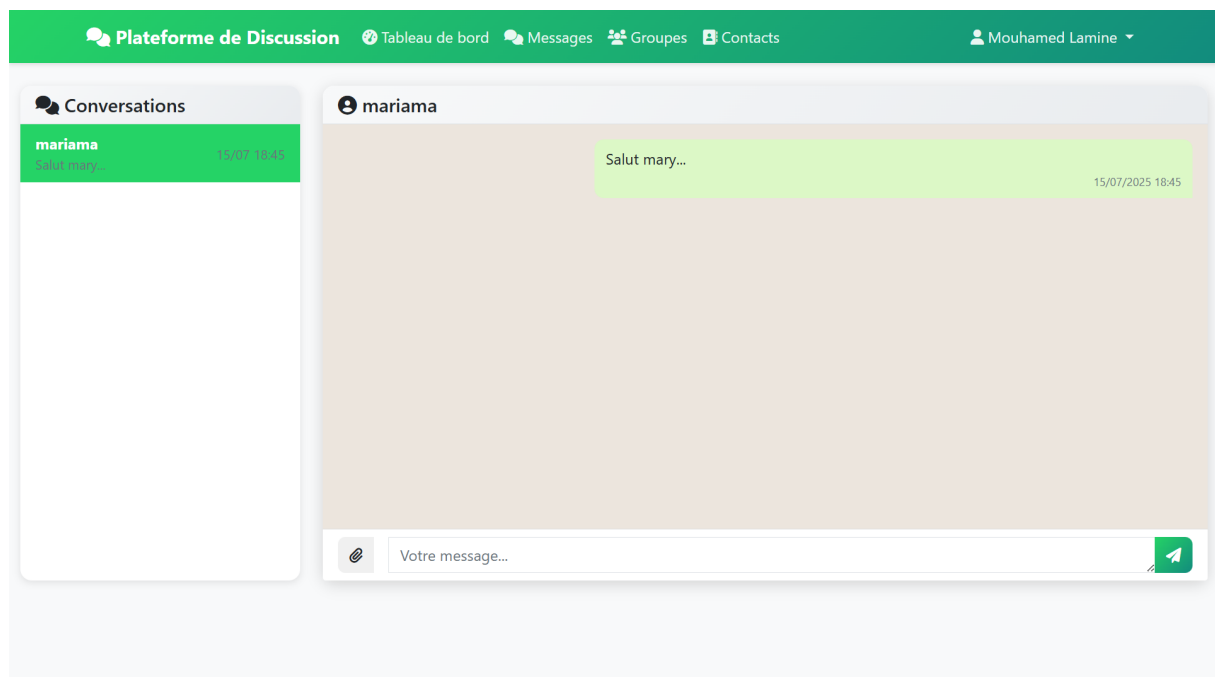 Plateforme de Discussion Tableau de bord Messages Groupes Contacts Mouhamed Lamine
Conversations
mariama
Salut mary...
15/07 18:45
mariama
Salut mary...
15/07/2025 18:45
Votre message...